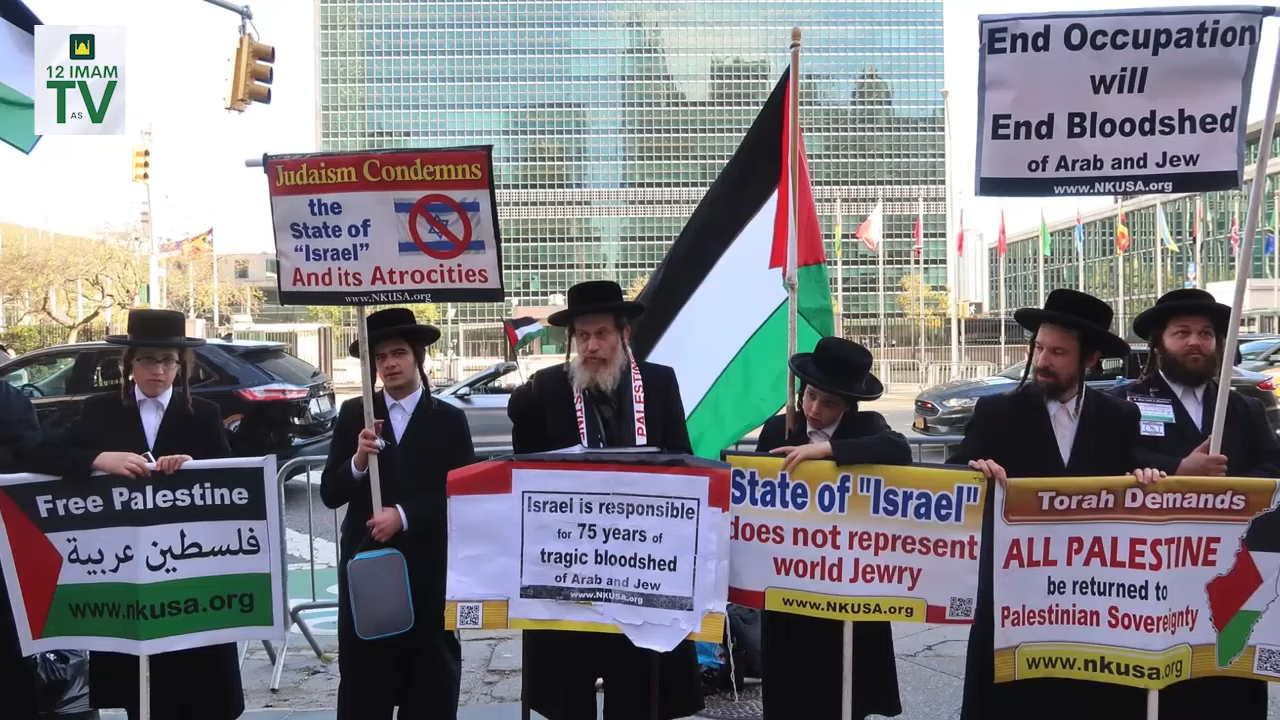 12 IMAM
TV
AS
Judaism Condemns
the
State of
"Israel"
And its Atrocities
www.NKUSA.org
End Occupation
will
End Bloodshed
of Arab and Jew
www.NKUSA.org
PALESTINE
Free Palestine
فلسطين عربية
www.nkusa.org
Israel is responsible
for 75 years of
tragic bloodshed
of Arab and Jew
www.NKUSA.org
State of "Israel"
does not represent
world Jewry
www.NKUSA.org
Torah Demands
ALL PALESTINE
be returned to
Palestinian Sovereignty
www.nkusa.org